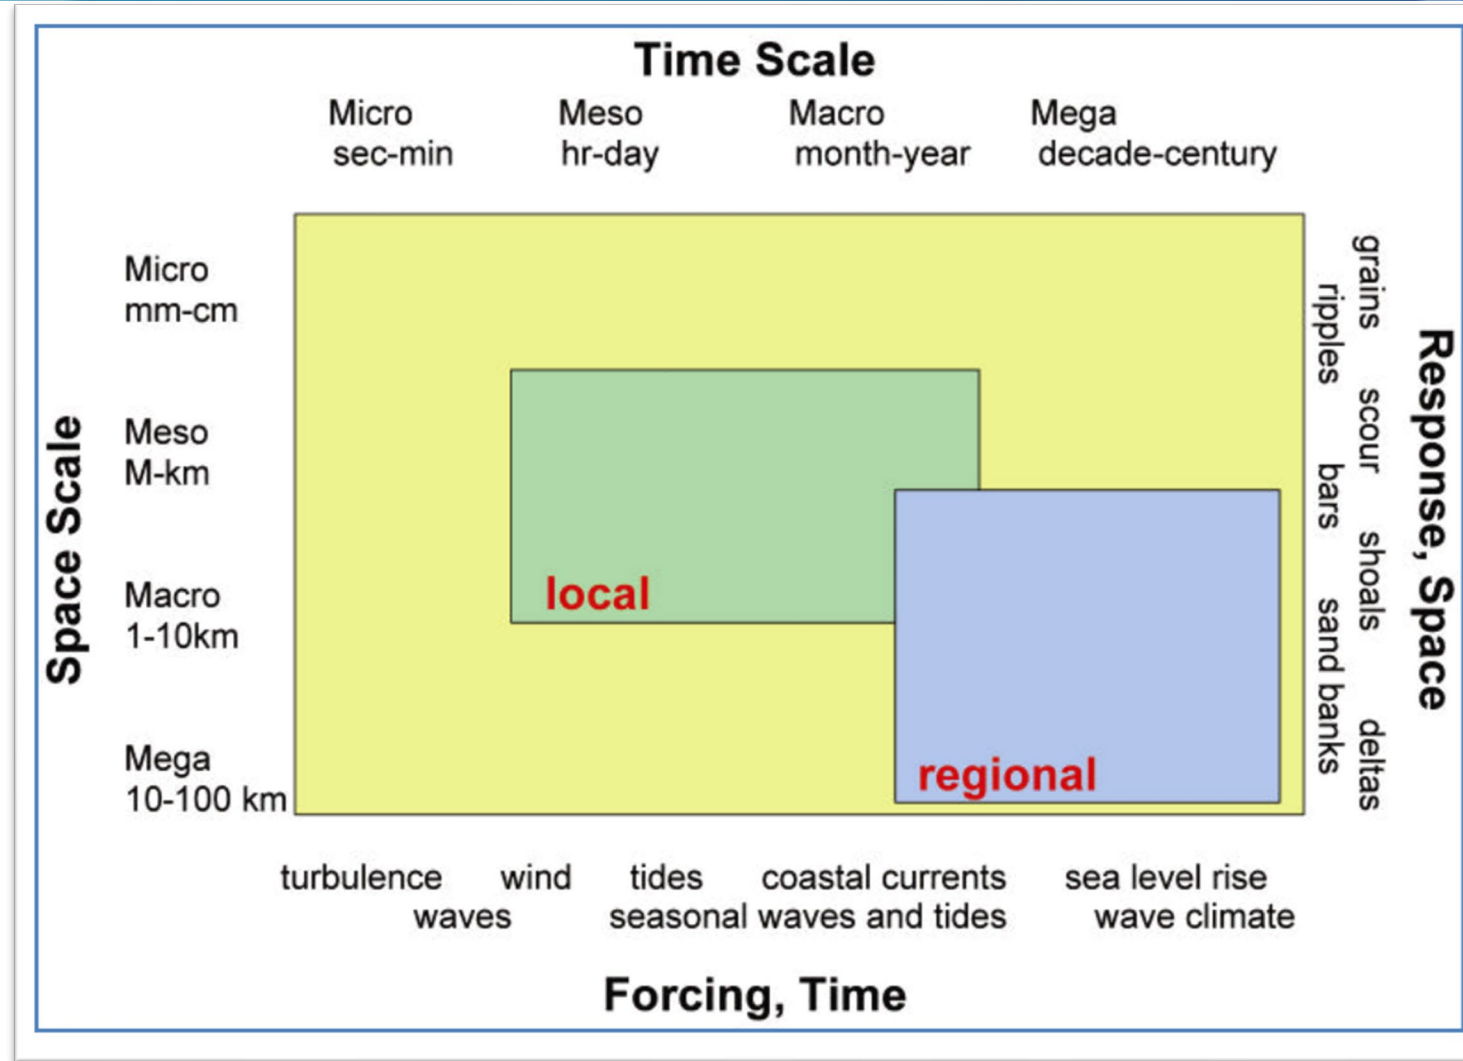 Time Scale
Micro
sec-min
Meso
hr-day
Macro
month-year
Mega
decade-century
Space Scale
Micro
mm-cm
Meso
M-km
Macro
1-10km
Mega
10-100 km
local
regional
grains
ripples
scour
bars
shoals
sand banks
deltas
Response, Space
turbulence wind tides coastal currents sea level rise
waves seasonal waves and tides wave climate
Forcing, Time